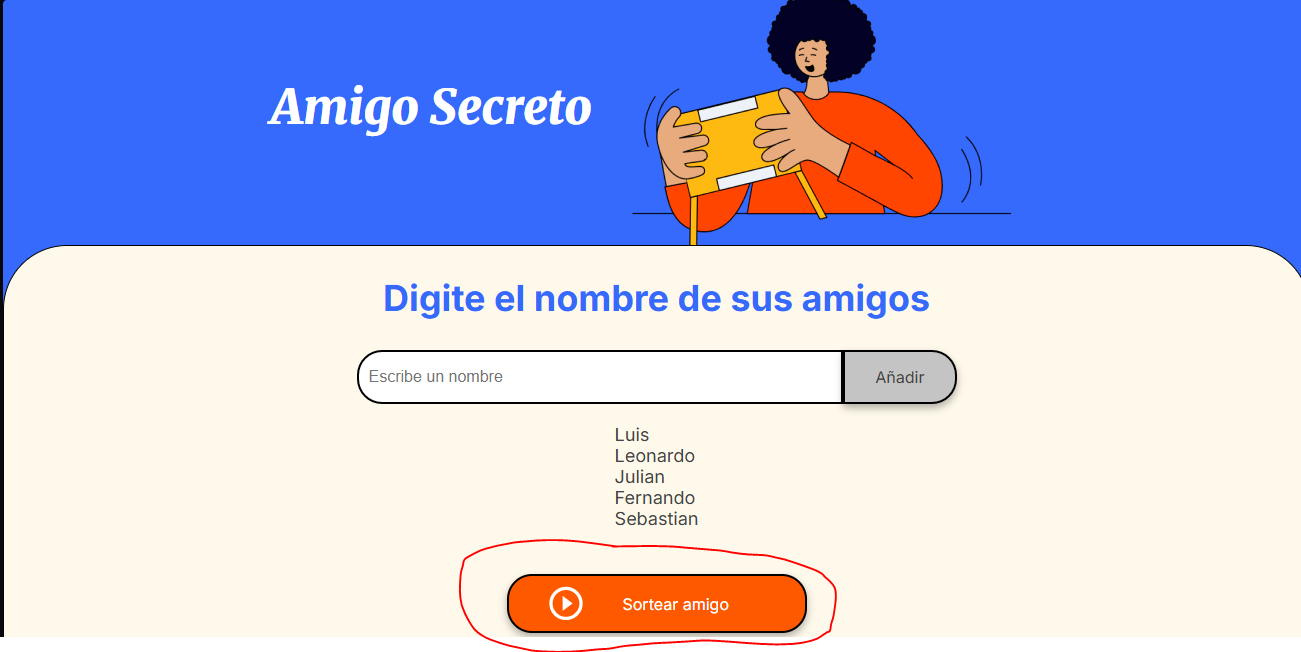 Amigo Secreto
Digite el nombre de sus amigos
Escribe un nombre
Añadir
Luis
Leonardo
Julian
Fernando
Sebastian
Sortear amigo